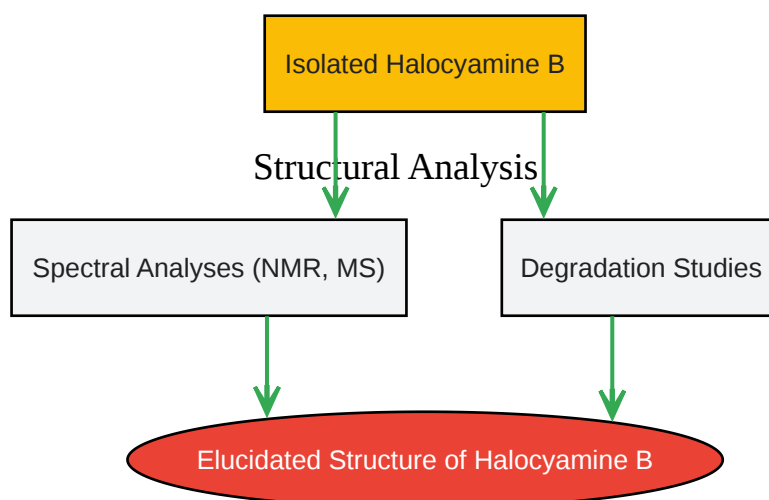 Isolated Halocyamine B
Structural Analysis
Spectral Analyses (NMR, MS)
Degradation Studies
Elucidated Structure of Halocyamine B